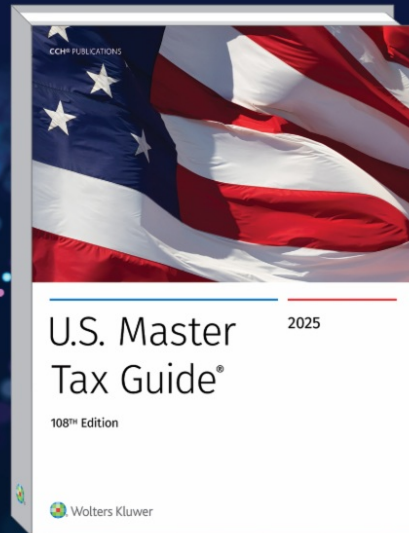 CCH® PUBLICATIONS
U.S. Master
Tax Guide®
2025
108TH Edition
Wolters Kluwer